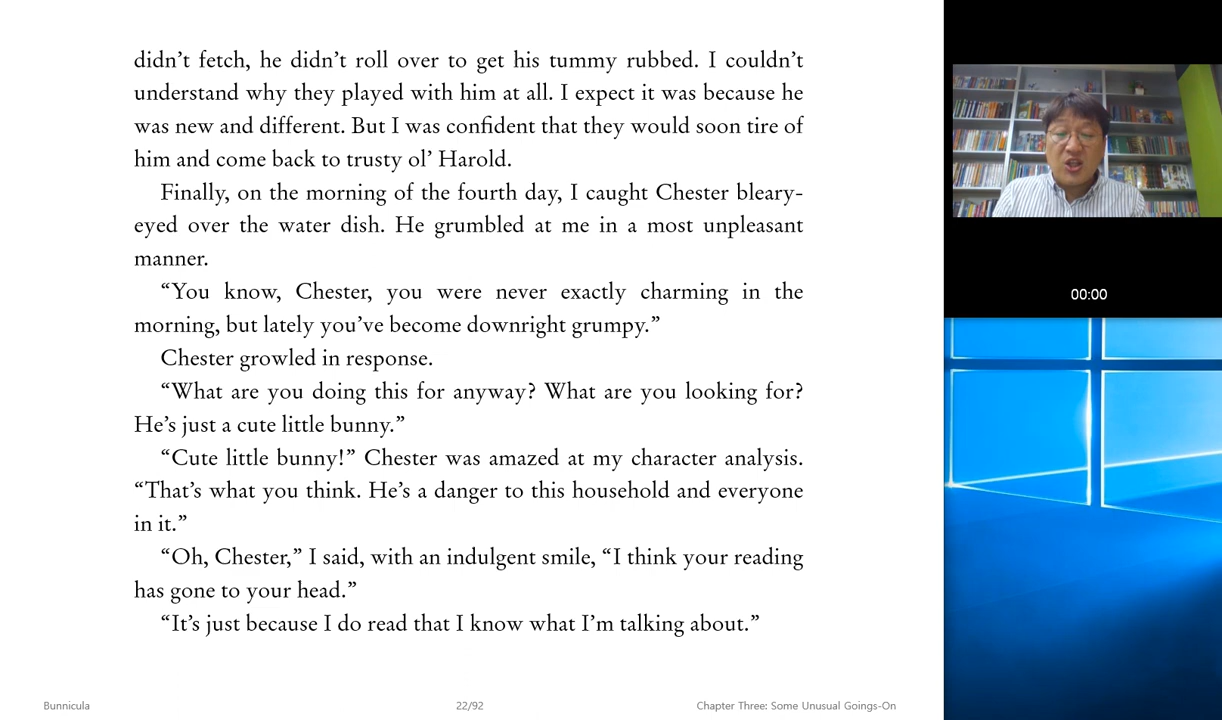 didn’t fetch, he didn’t roll over to get his tummy rubbed. I couldn’t
understand why they played with him at all. I expect it was because he
was new and different. But I was confident that they would soon tire of
him and come back to trusty ol’ Harold.
Finally, on the morning of the fourth day, I caught Chester bleary-
eyed over the water dish. He grumbled at me in a most unpleasant
manner.
“You know, Chester, you were never exactly charming in the
morning, but lately you’ve become downright grumpy.”
Chester growled in response.
“What are you doing this for anyway? What are you looking for?
He’s just a cute little bunny.”
“Cute little bunny!” Chester was amazed at my character analysis.
“That’s what you think. He’s a danger to this household and everyone
in it.”
“Oh, Chester,” I said, with an indulgent smile, “I think your reading
has gone to your head.”
“It’s just because I do read that I know what I’m talking about.”
Bunnicula
22/92
Chapter Three: Some Unusual Goings-On
00:00